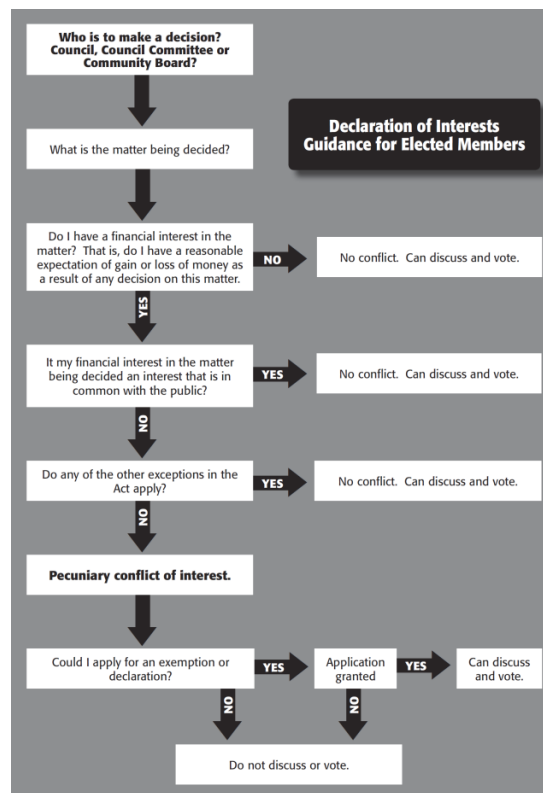 Who is to make a decision?
Council, Council Committee or
Community Board?
Declaration of Interests
Guidance for Elected Members
What is the matter being decided?
Do I have a financial interest in the
matter? That is, do I have a reasonable
expectation of gain or loss of money as
a result of any decision on this matter.
NO
No conflict. Can discuss and vote.
YES
It my financial interest in the matter
being decided an interest that is in
common with the public?
YES
No conflict. Can discuss and vote.
NO
Do any of the other exceptions in the
Act apply?
YES
No conflict. Can discuss and vote.
NO
Pecuniary conflict of interest.
Could I apply for an exemption or
declaration?
YES
Application
granted
YES
Can discuss
and vote.
NO
NO
Do not discuss or vote.